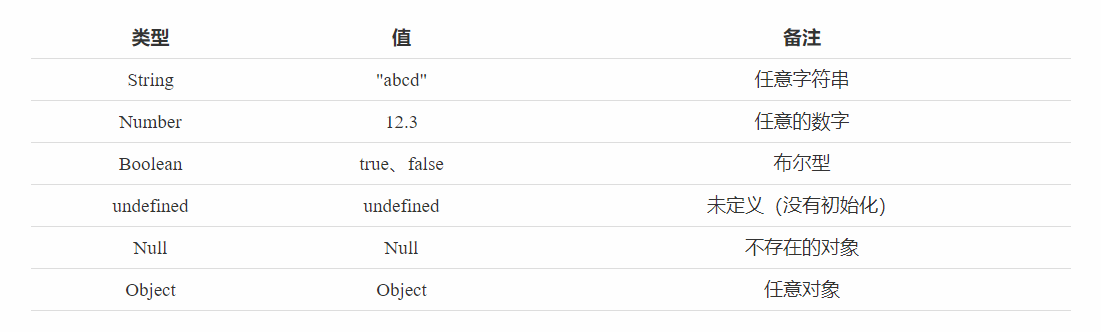 类型 值 备注
String "abcd" 任意字符串
Number 12.3 任意的数字
Boolean true、false 布尔型
undefined undefined 未定义（没有初始化）
Null Null 不存在的对象
Object Object 任意对象